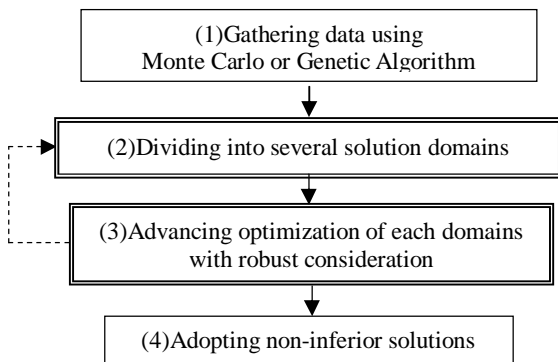 (1)Gathering data using
Monte Carlo or Genetic Algorithm
(2)Dividing into several solution domains
(3)Advancing optimization of each domains
with robust consideration
(4)Adopting non-inferior solutions